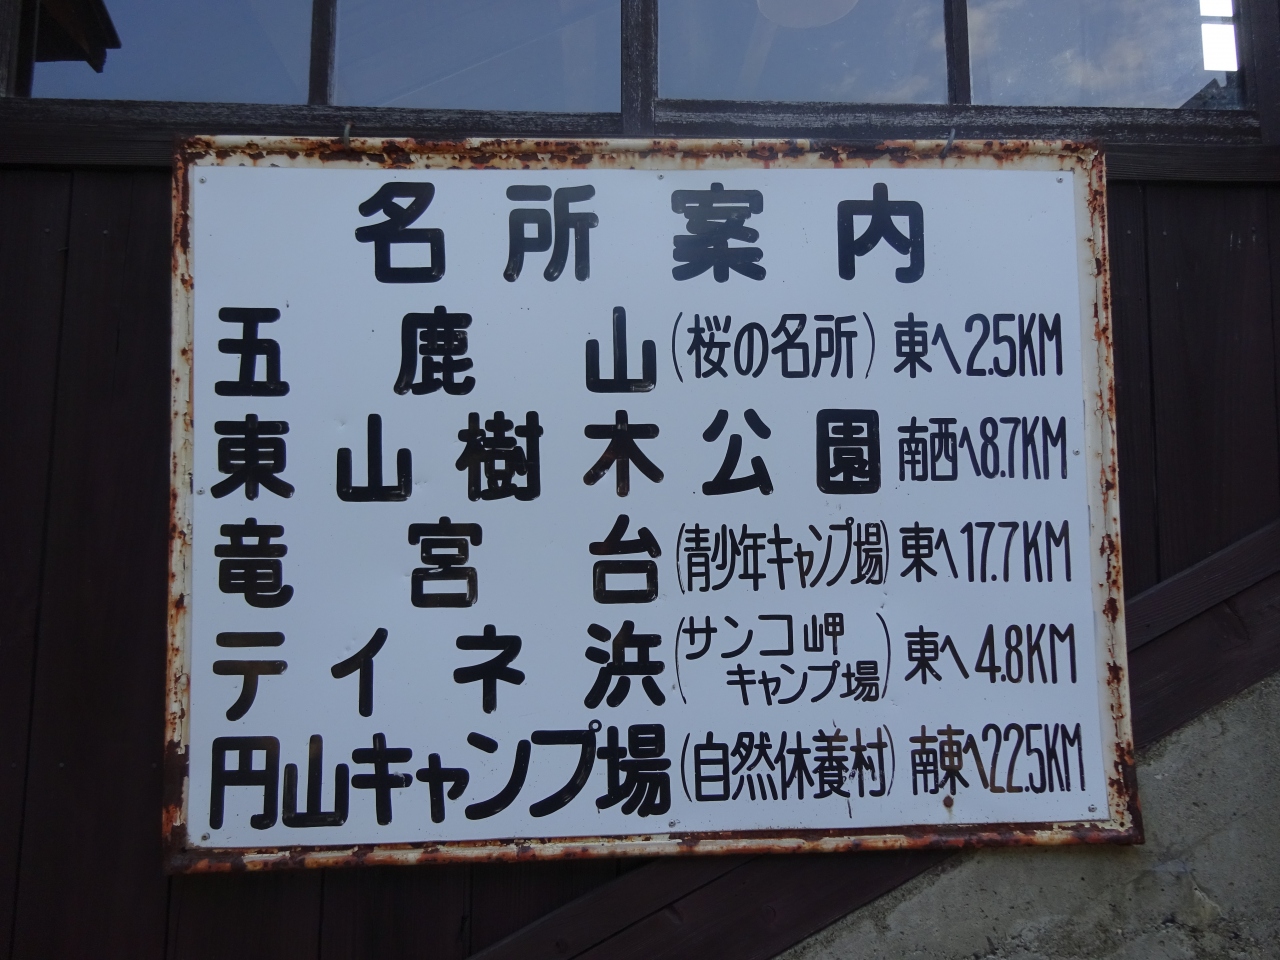 名所案内
五鹿山(桜の名所)東へ2.5KM
東山樹木公園 南西へ8.7KM
竜宮台(青少年キャンプ場)東へ17.7KM
テイネ浜(サンゴ岬キャンプ場)東へ4.8KM
円山キャンプ場(自然休養村)南東へ22.5KM